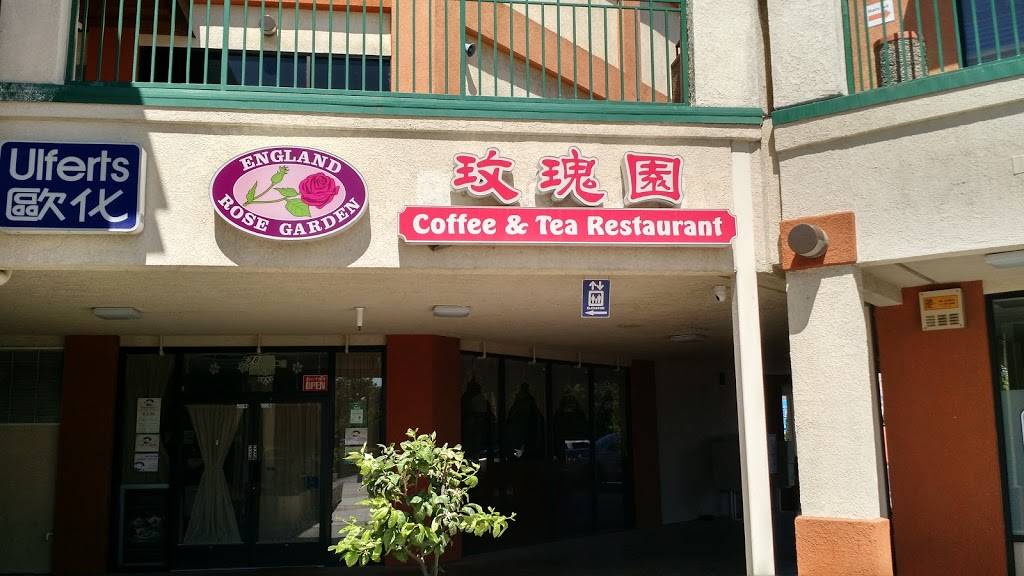 Ulferts
歐化
ENGLAND
ROSE GARDEN
玫瑰園
Coffee & Tea Restaurant
OPEN